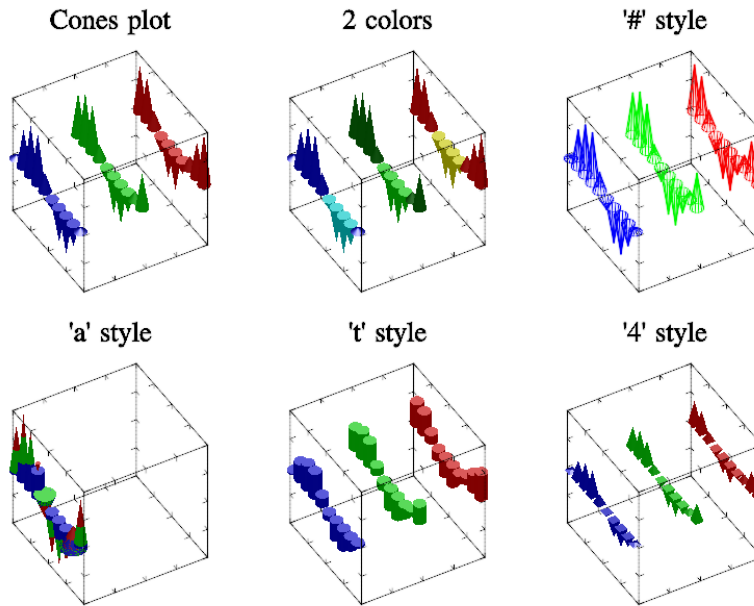 Cones plot
2 colors
'#' style
'a' style
't' style
'4' style